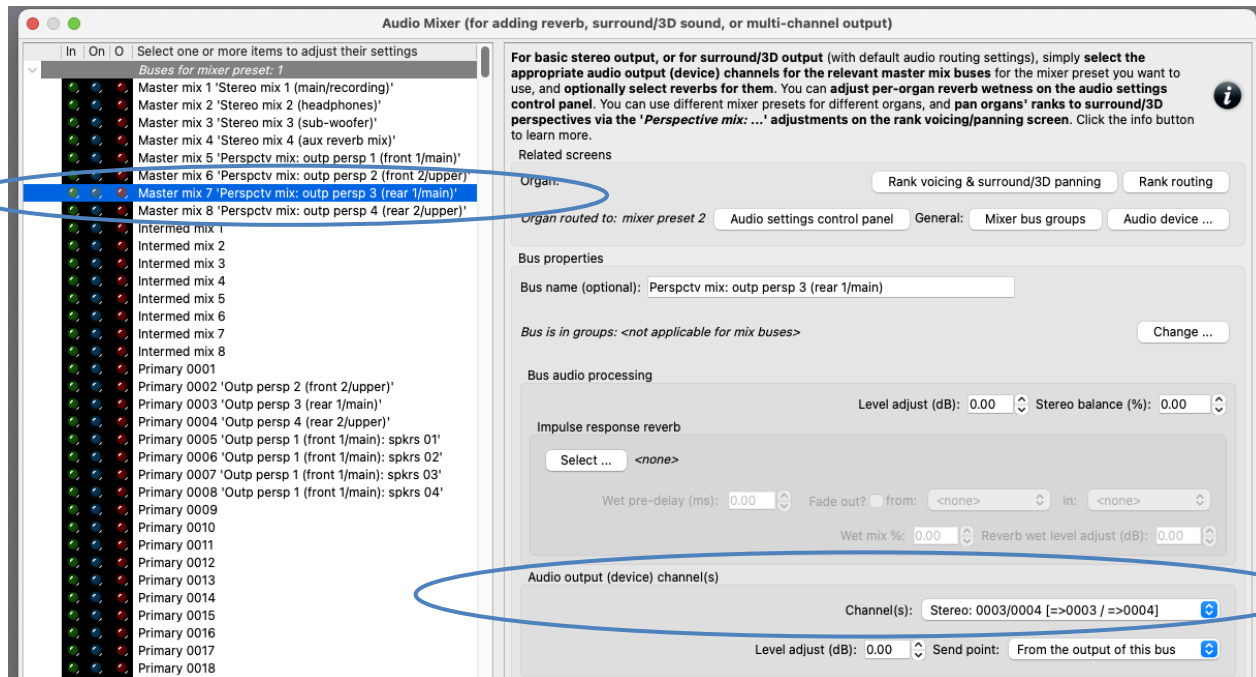 Audio Mixer (for adding reverb, surround/3D sound, or multi-channel output)
In On O Select one or more items to adjust their settings
Buses for mixer preset: 1
Master mix 1 'Stereo mix 1 (main/recording)'
Master mix 2 'Stereo mix 2 (headphones)'
Master mix 3 'Stereo mix 3 (sub-woofer)'
Master mix 4 'Stereo mix 4 (aux reverb mix)'
Master mix 5 'Perspctv mix: outp persp 1 (front 1/main)'
Master mix 6 'Perspctv mix: outp persp 2 (front 2/upper)'
Master mix 7 'Perspctv mix: outp persp 3 (rear 1/main)'
Master mix 8 'Perspctv mix: outp persp 4 (rear 2/upper)'
Intermed mix 1
Intermed mix 2
Intermed mix 3
Intermed mix 4
Intermed mix 5
Intermed mix 6
Intermed mix 7
Intermed mix 8
Primary 0001
Primary 0002 'Outp persp 2 (front 2/upper)'
Primary 0003 'Outp persp 3 (rear 1/main)'
Primary 0004 'Outp persp 4 (rear 2/upper)'
Primary 0005 'Outp persp 1 (front 1/main): spkrs 01'
Primary 0006 'Outp persp 1 (front 1/main): spkrs 02'
Primary 0007 'Outp persp 1 (front 1/main): spkrs 03'
Primary 0008 'Outp persp 1 (front 1/main): spkrs 04'
Primary 0009
Primary 0010
Primary 0011
Primary 0012
Primary 0013
Primary 0014
Primary 0015
Primary 0016
Primary 0017
Primary 0018
For basic stereo output, or for surround/3D output (with default audio routing settings), simply select the
appropriate audio output (device) channels for the relevant master mix buses for the mixer preset you want to
use, and optionally select reverbs for them. You can adjust per-organ reverb wetness on the audio settings
control panel. You can use different mixer presets for different organs, and pan organs' ranks to surround/3D
perspectives via the 'Perspective mix: ...' adjustments on the rank voicing/panning screen. Click the info button
to learn more.
Related screens
Organ: Rank voicing & surround/3D panning Rank routing
Organ routed to: mixer preset 2 Audio settings control panel General: Mixer bus groups Audio device ...
Bus properties
Bus name (optional): Perspctv mix: outp persp 3 (rear 1/main)
Bus is in groups: <not applicable for mix buses> Change ...
Bus audio processing
Level adjust (dB): 0.00 Stereo balance (%): 0.00
Impulse response reverb
Select ... <none>
Wet pre-delay (ms): 0.00 Fade out? from: <none> in: <none>
Wet mix %: 0.00 Reverb wet level adjust (dB): 0.00
Audio output (device) channel(s)
Channel(s): Stereo: 0003/0004 [=>0003 / =>0004]
Level adjust (dB): 0.00 Send point: From the output of this bus